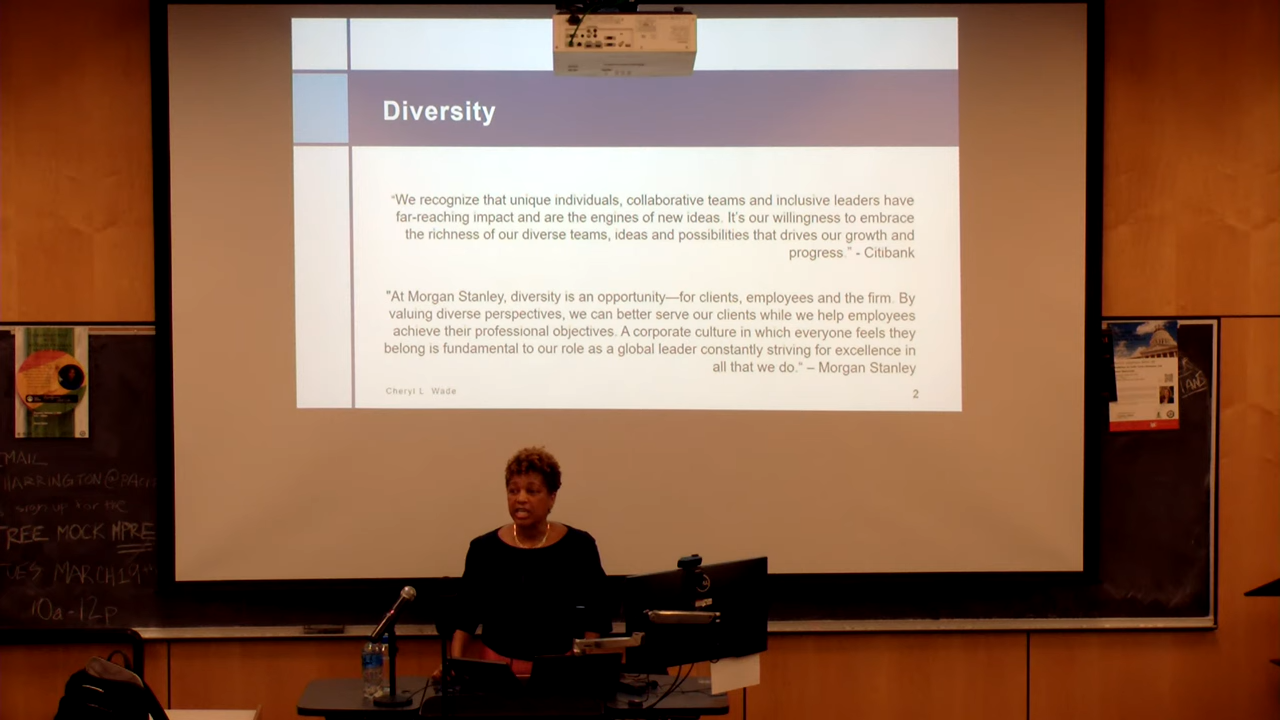 Diversity
“We recognize that unique individuals, collaborative teams and inclusive leaders have
far-reaching impact and are the engines of new ideas. It’s our willingness to embrace
the richness of our diverse teams, ideas and possibilities that drives our growth and
progress.” - Citibank
"At Morgan Stanley, diversity is an opportunity—for clients, employees and the firm. By
valuing diverse perspectives, we can better serve our clients while we help employees
achieve their professional objectives. A corporate culture in which everyone feels they
belong is fundamental to our role as a global leader constantly striving for excellence in
all that we do.“ – Morgan Stanley
Cheryl L. Wade
2
sign up for the
MOCK MPRE
MARCH 19th
10a-12p